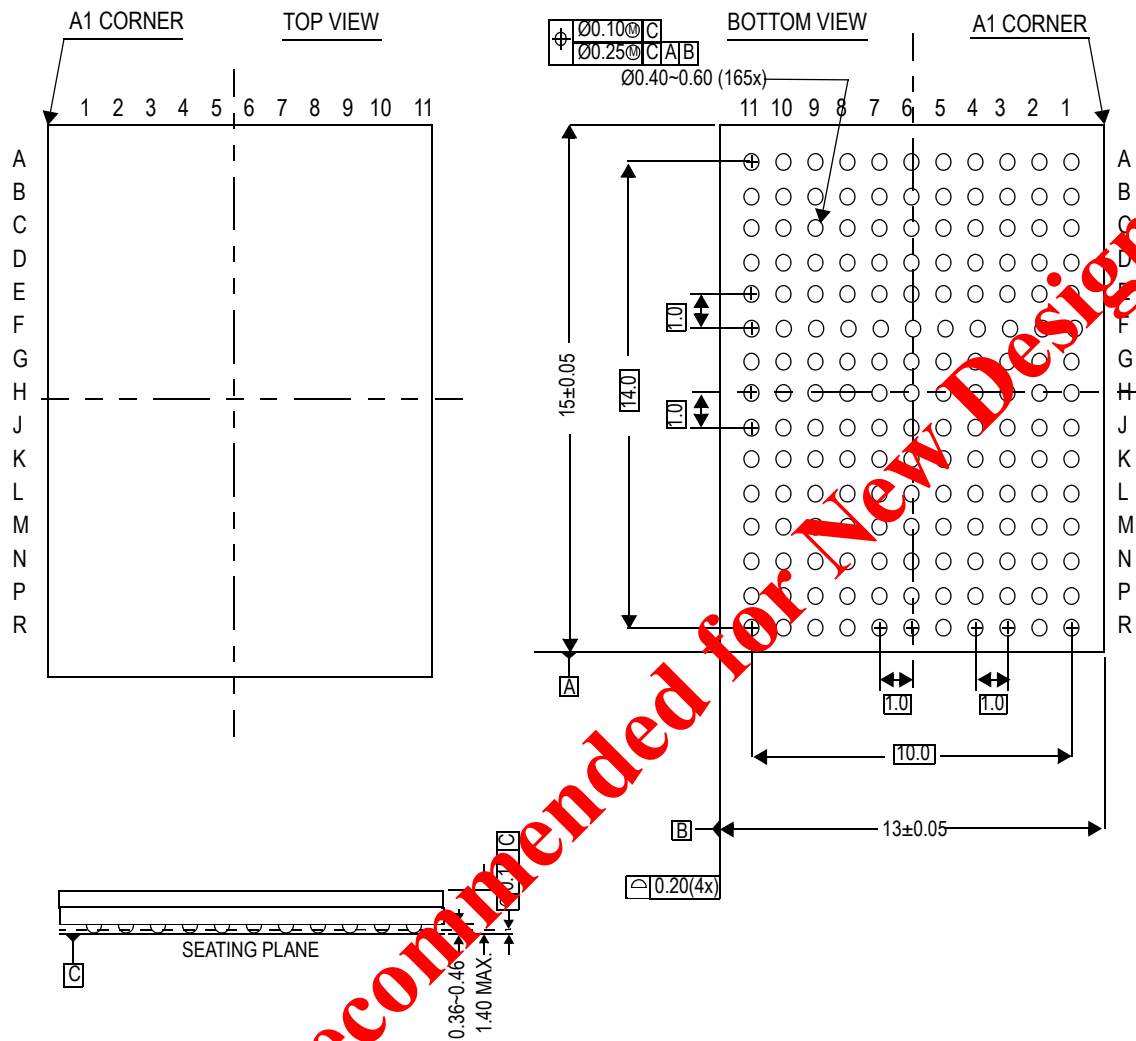 A1 CORNER
TOP VIEW
1 2 3 4 5 6 7 8 9 10 11
A
B
C
D
E
F
G
H
J
K
L
M
N
P
R
Ø0.10Ⓜ C
Ø0.25Ⓜ C A B
Ø0.40~0.60 (165x)
BOTTOM VIEW
A1 CORNER
11 10 9 8 7 6 5 4 3 2 1
A
B
C
D
E
F
G
H
J
K
L
M
N
P
R
1.0
1.0
15±0.05
14.0
A
1.0
1.0
10.0
B
13±0.05
0.20(4x)
C
SEATING PLANE
C
0.36~0.46
1.40 MAX.
ecommended for New Design